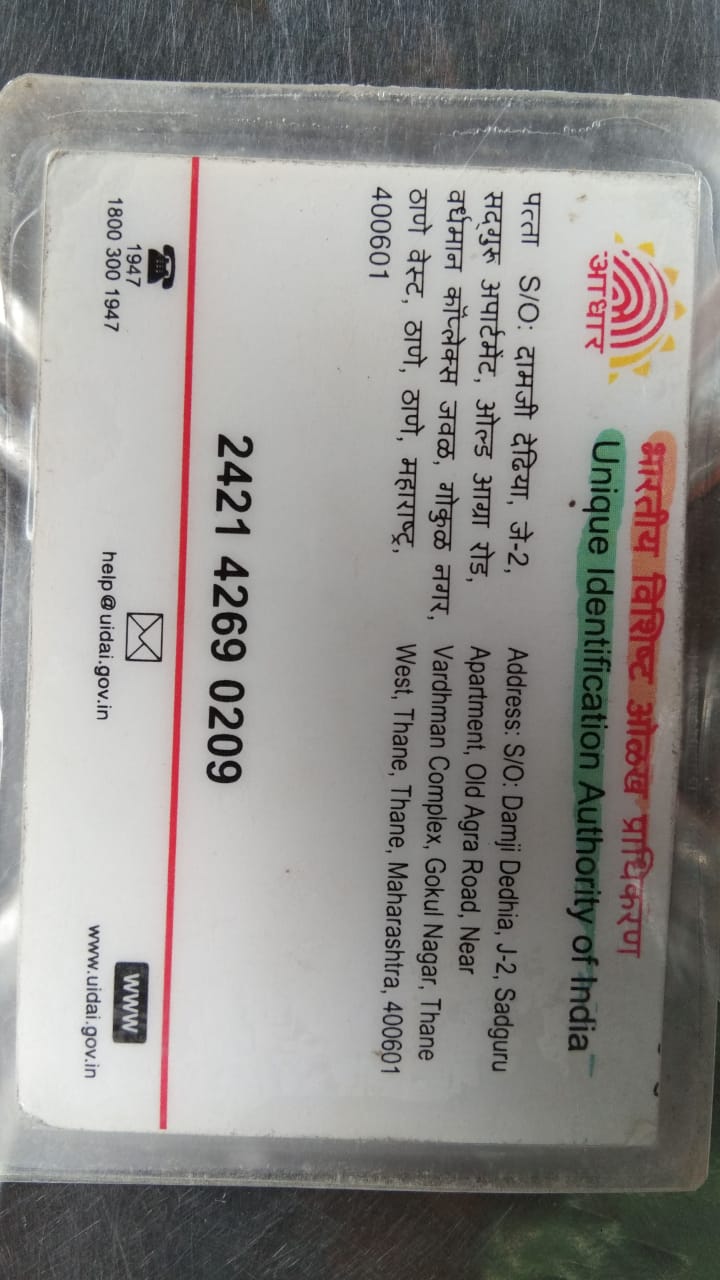 भारतीय विशिष्ट ओळख प्राधिकरण
Unique Identification Authority of India
आधार
पत्ता S/O: दामजी देढिया, जे-2,
सद्गुरू अपार्टमेंट, ओल्ड आग्रा रोड,
वर्धमान कॉप्लेक्स जवळ, गोकुळ नगर,
ठाणे वेस्ट, ठाणे, ठाणे, महाराष्ट्र,
400601
Address: S/O: Damji Dedhia, J-2, Sadguru
Apartment, Old Agra Road, Near
Vardhman Complex, Gokul Nagar, Thane
West, Thane, Thane, Maharashtra, 400601
2421 4269 0209
1947
1800 300 1947
help@uidai.gov.in
www
www.uidai.gov.in